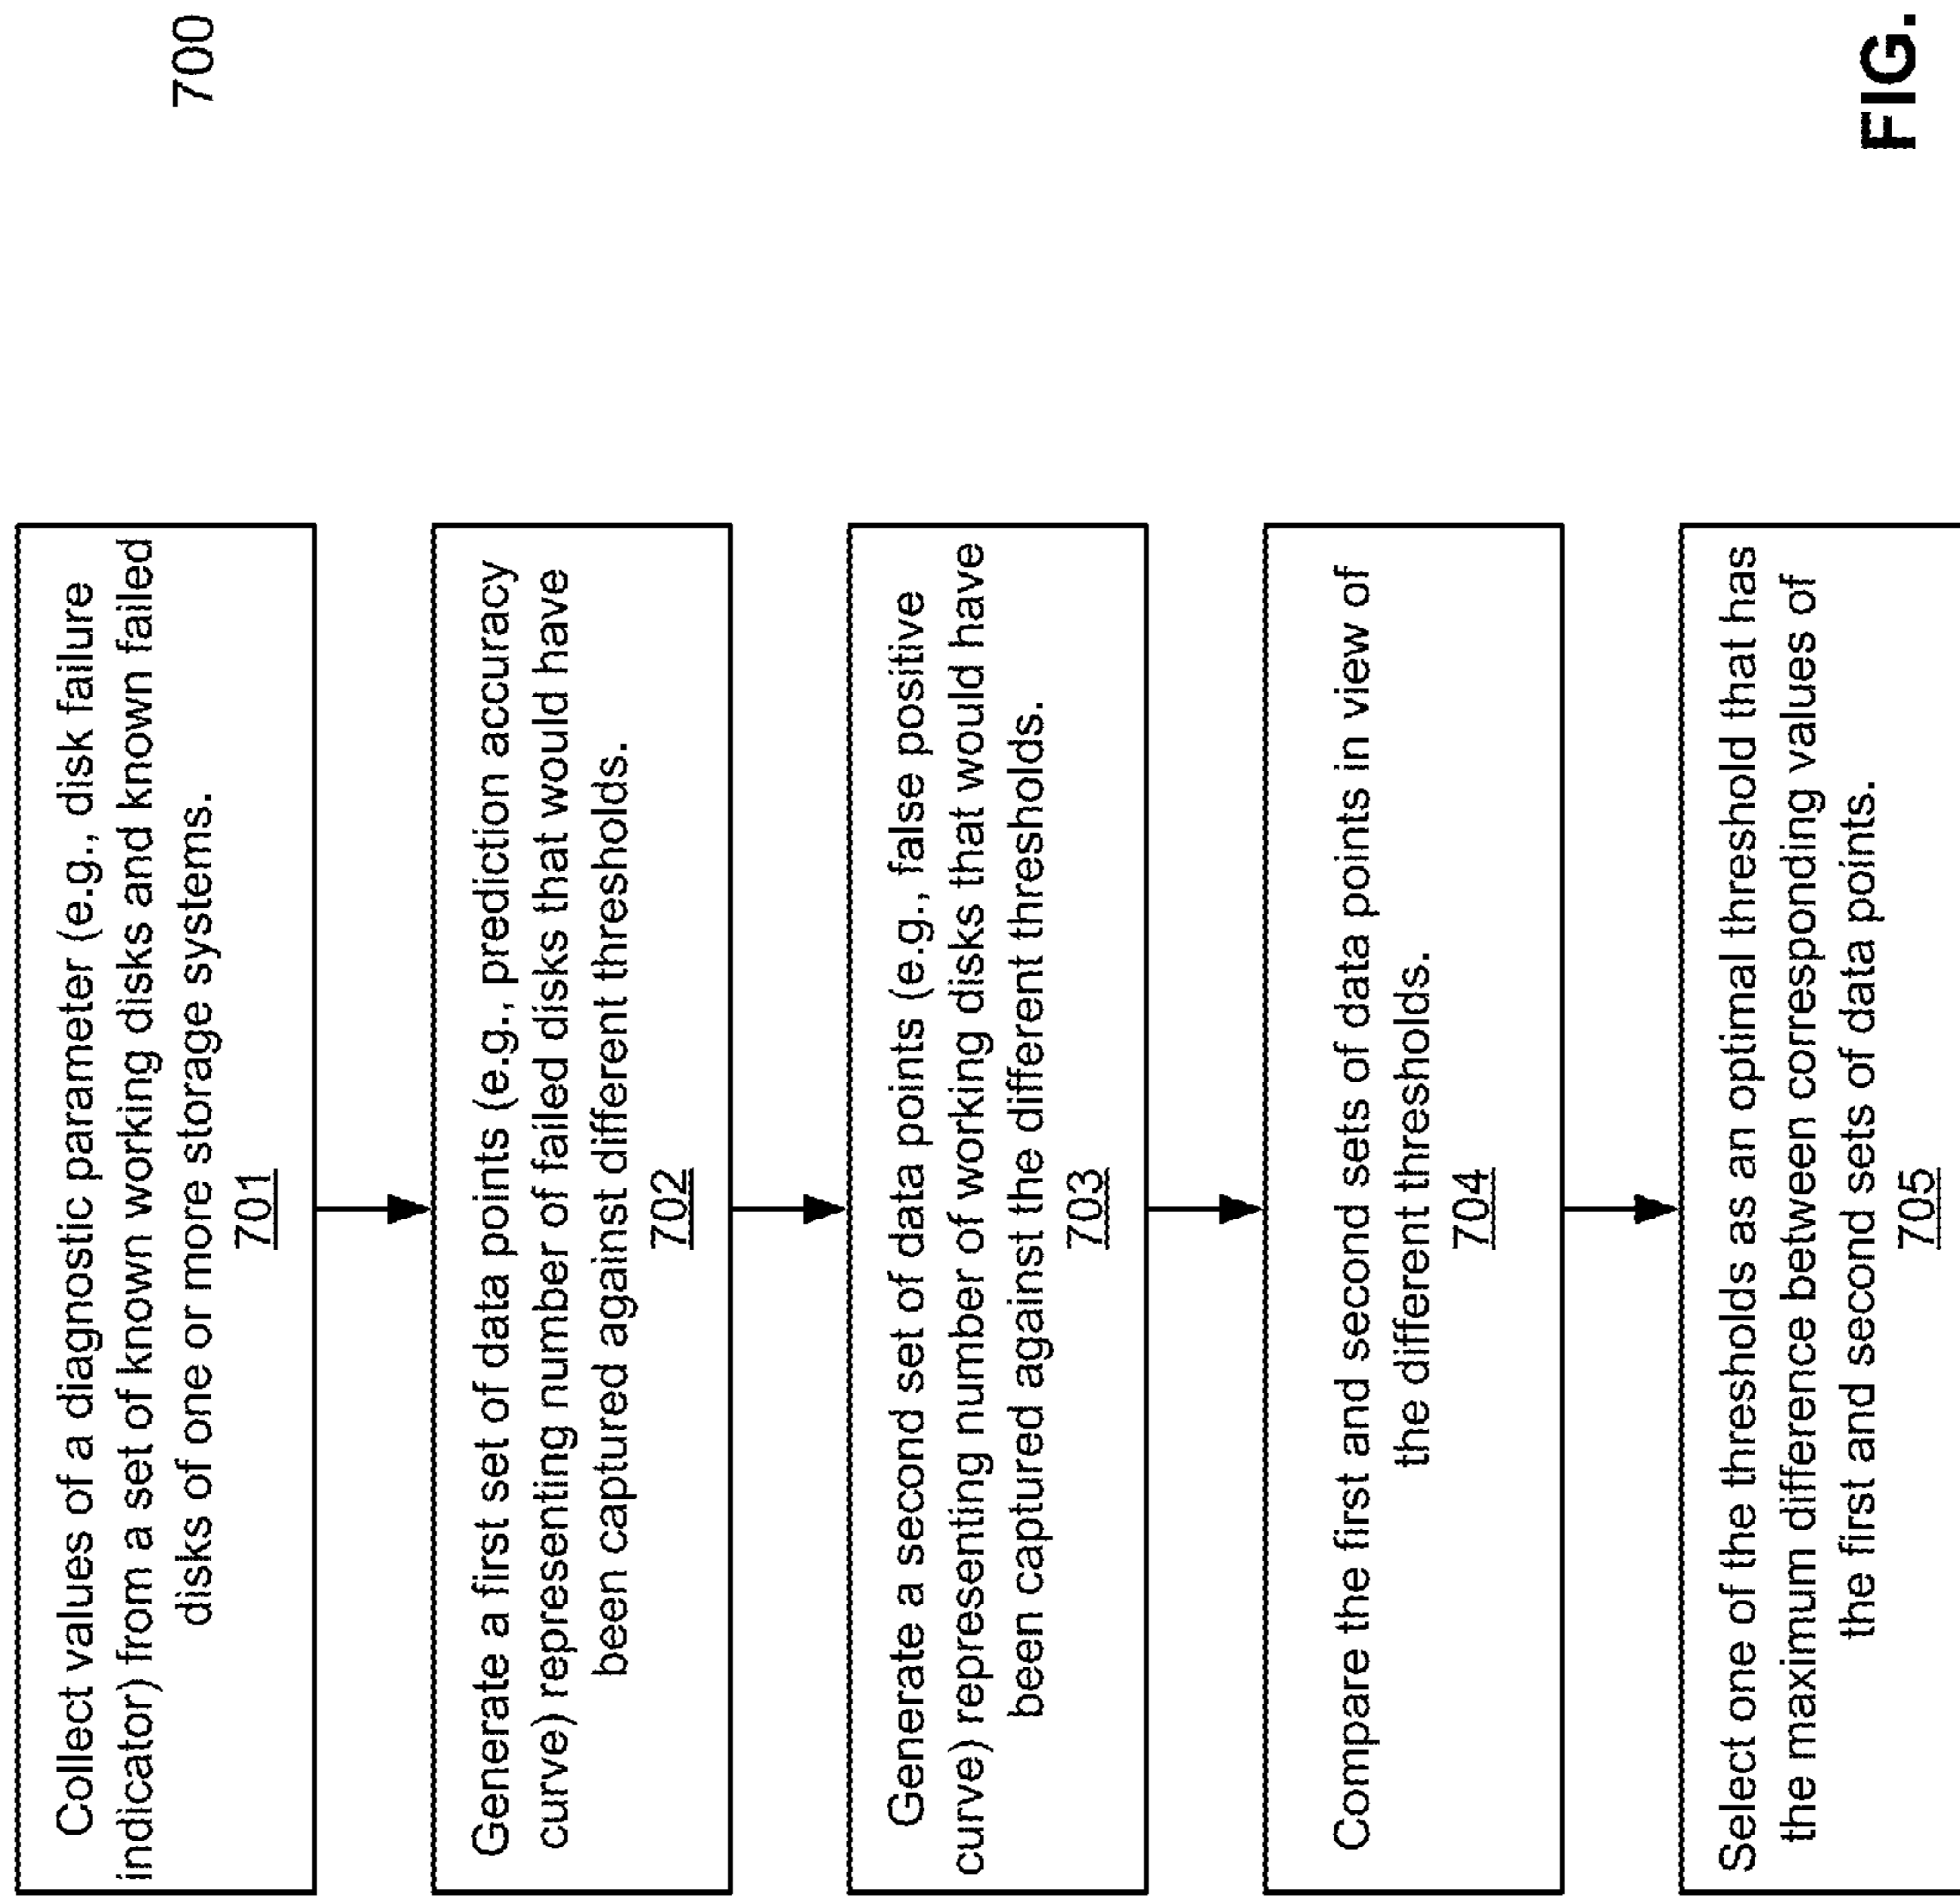 700
Collect values of a diagnostic parameter (e.g., disk failure
indicator) from a set of known working disks and known failed
disks of one or more storage systems.
701
Generate a first set of data points (e.g., prediction accuracy
curve) representing number of failed disks that would have
been captured against different thresholds.
702
Generate a second set of data points (e.g., false positive
curve) representing number of working disks that would have
been captured against the different thresholds.
703
Compare the first and second sets of data points in view of
the different thresholds.
704
Select one of the thresholds as an optimal threshold that has
the maximum difference between corresponding values of
the first and second sets of data points.
705
FIG.